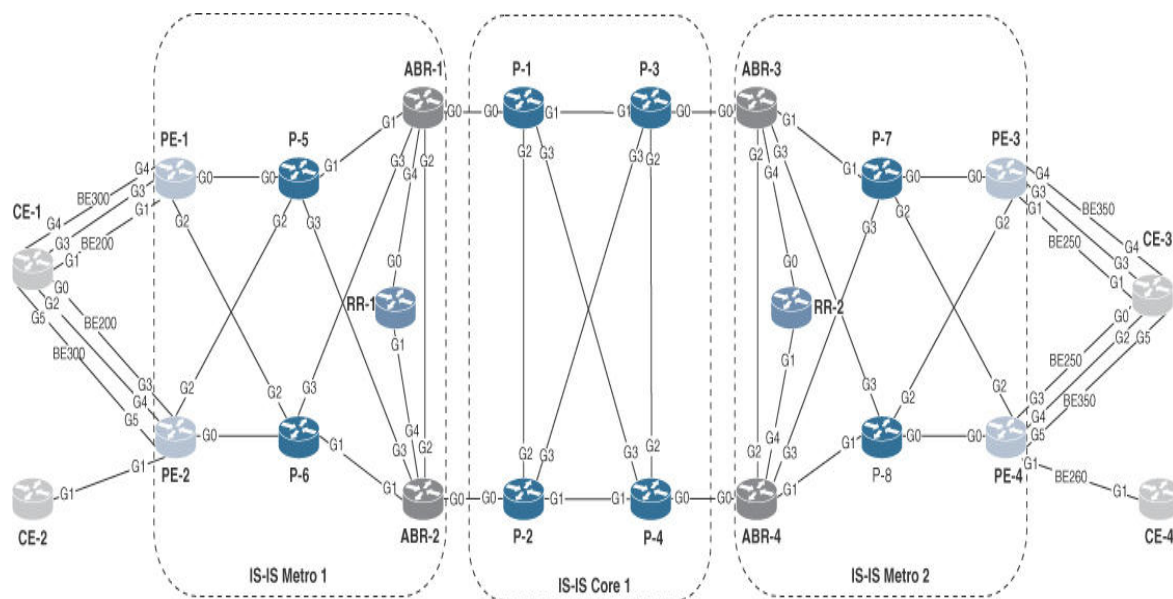 ABR-1
P-1
P-3
ABR-3
PE-1
P-5
G0
G0
G1
G1
G0
G0
P-7
PE-3
G4
G1
G1
G3
G2
G2
G3
G2
G2
G3
G1
G4
BE300
G3
G0
G0
G1
G4
G3
G4
G1
G0
G0
G3
BE350
CE-1
G4
G1
G2
G3
G2
G2
G1
BE250
G4
CE-3
G3
BE200
G3
G3
G1
G1
G0
G0
G0
G0
G2
G5
BE200
RR-1
RR-2
G2
G5
BE300
G1
G1
BE250
G3
G3
G3
G2
G3
BE350
G4
G2
G2
G4
G3
G2
G3
G2
G2
G4
G3
G2
G4
G5
G0
G0
G1
G3
G2
G2
G1
G0
G0
G5
G1
G1
G0
G0
G1
G1
G0
G0
G1
G1
BE260
G1
G1
PE-2
P-6
P-8
PE-4
CE-2
ABR-2
P-2
P-4
ABR-4
CE-4
IS-IS Metro 1
IS-IS Core 1
IS-IS Metro 2